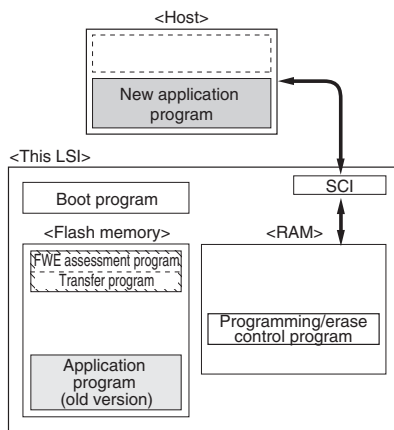 <Host>
New application
program
<This LSI>
SCI
Boot program
<Flash memory>
<RAM>
FWE assessment program
Transfer program
Programming/erase
control program
Application
program
(old version)